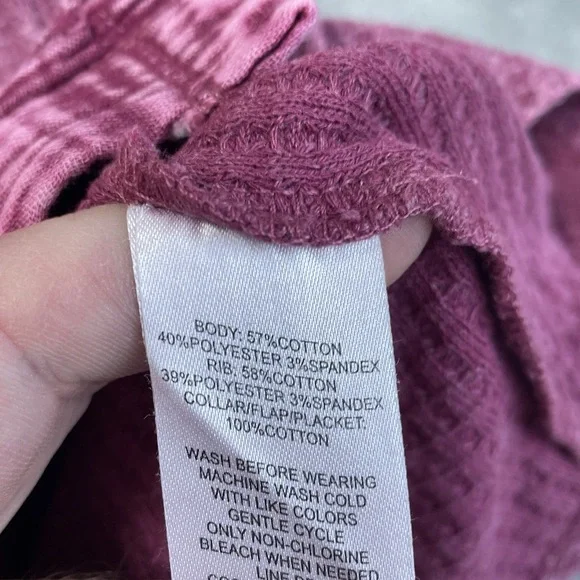 BODY: 57%COTTON
40%POLYESTER 3%SPANDEX
RIB: 58%COTTON
39%POLYESTER 3%SPANDEX
COLLAR/FLAP/PLACKET:
100%COTTON
WASH BEFORE WEARING
MACHINE WASH COLD
WITH LIKE COLORS
GENTLE CYCLE
ONLY NON-CHLORINE
BLEACH WHEN NEEDED
LINE